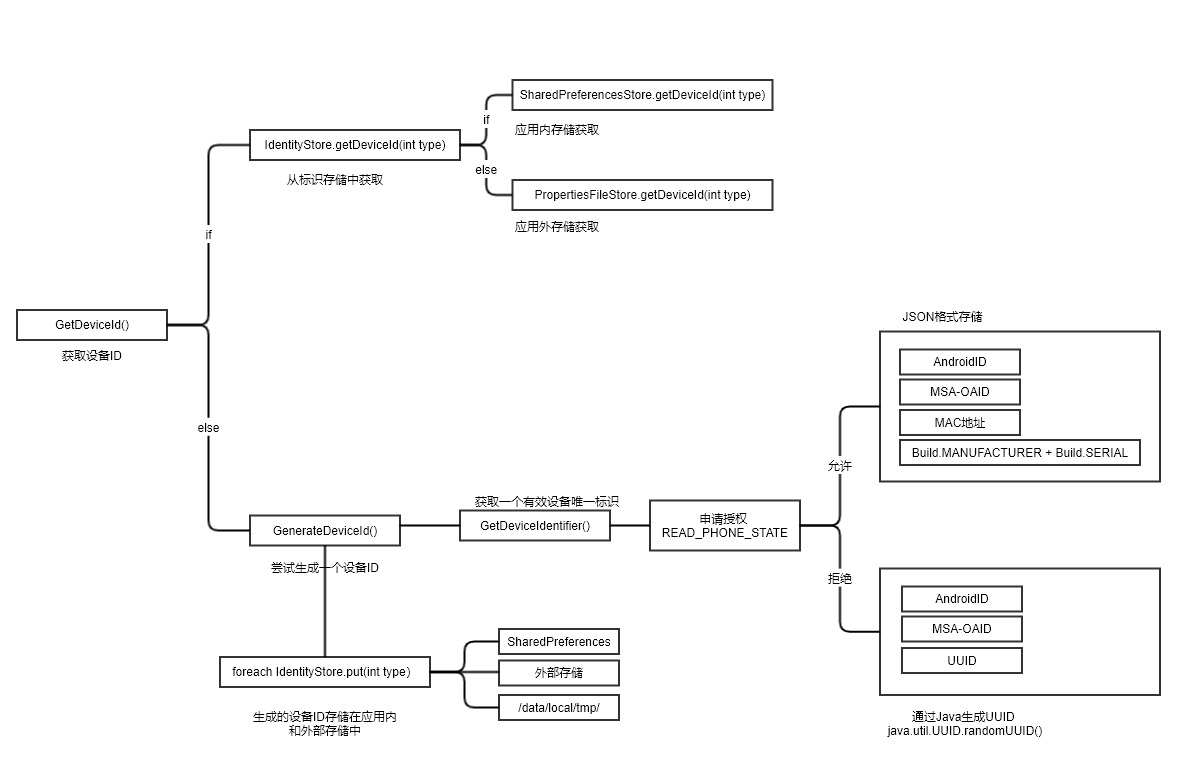 SharedPreferencesStore.getDeviceId(int type)
if
应用内存储获取
IdentityStore.getDeviceId(int type)
从标识存储中获取
else
PropertiesFileStore.getDeviceId(int type)
应用外存储获取
if
GetDeviceId()
获取设备ID
else
JSON格式存储
AndroidID
MSA-OAID
MAC地址
Build.MANUFACTURER + Build.SERIAL
允许
获取一个有效设备唯一标识
GenerateDeviceId()
GetDeviceIdentifier()
申请授权
READ_PHONE_STATE
尝试生成一个设备ID
拒绝
AndroidID
MSA-OAID
UUID
通过Java生成UUID
java.util.UUID.randomUUID()
foreach IdentityStore.put(int type)
SharedPreferences
外部存储
/data/local/tmp/
生成的设备ID存储在应用内
和外部存储中